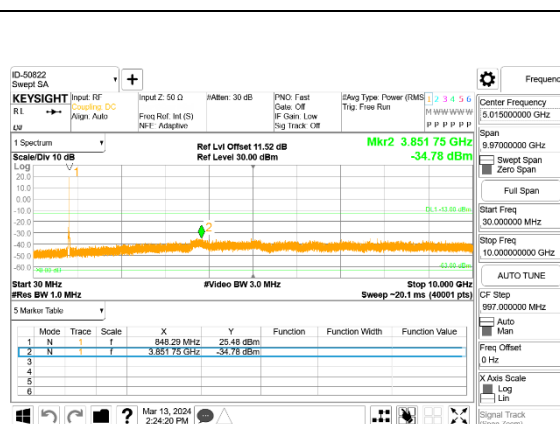 ID-50822
Swept SA
Frequenc
KEYSIGHT
Input: RF
Coupling: DC
Align: Auto
Input Z: 50 Ω
Freq Ref: Int (S)
NFE: Adaptive
#Atten: 30 dB
PNO: Fast
Gate: Off
IF Gain: Low
Sig Track: Off
#Avg Type: Power (RMS
Trig: Free Run
1 2 3 4 5 6
M W W W W W
P P P P P P
RL
Center Frequency
5.015000000 GHz
Span
9.97000000 GHz
Swept Span
Zero Span
Full Span
Start Freq
30.000000 MHz
Stop Freq
10.000000000 GHz
AUTO TUNE
CF Step
997.000000 MHz
Auto
Man
Freq Offset
0 Hz
X Axis Scale
Log
Lin
Signal Track
(Span Zoom)
1 Spectrum
Scale/Div 10 dB
Ref Lvl Offset 11.52 dB
Ref Level 30.00 dBm
Mkr2 3.851 75 GHz
-34.78 dBm
Log
20.0
10.0
0.00
-10.0
-20.0
-30.0
-40.0
-50.0
-60.0
1
2
DL1 -13.00 dBm
Start 30 MHz
#Res BW 1.0 MHz
#Video BW 3.0 MHz
Stop 10.000 GHz
Sweep ~20.1 ms (40001 pts)
5 Marker Table
Mode Trace Scale X Y Function Function Width Function Value
1 N 1 f 848.29 MHz 25.48 dBm
2 N 1 f 3.851 75 GHz -34.78 dBm
3
4
5
6
?
Mar 13, 2024
2:24:20 PM